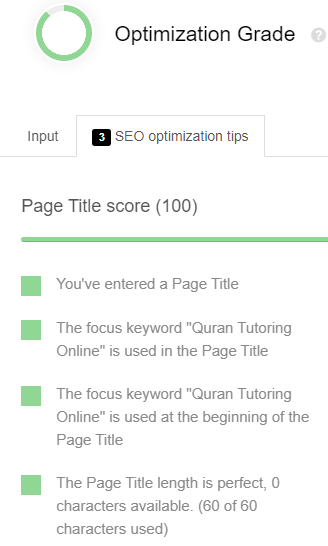 Optimization Grade ?
Input
3 SEO optimization tips
Page Title score (100)
You've entered a Page Title
The focus keyword "Quran Tutoring
Online" is used in the Page Title
The focus keyword "Quran Tutoring
Online" is used at the beginning of the
Page Title
The Page Title length is perfect, 0
characters available. (60 of 60
characters used)